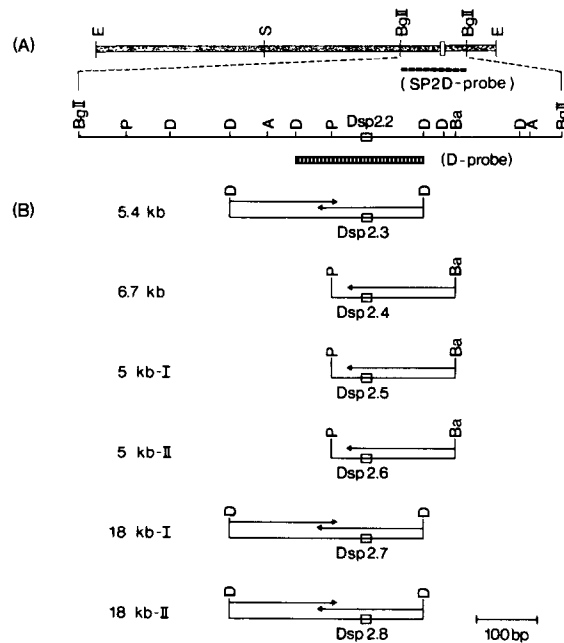 (A)
E S BgⅡ BgⅡ E
(SP2D-probe)
BgⅡ P D D A D P Dsp2.2 D D Ba D A BgⅡ
(D-probe)
(B)
D D
5.4 kb
Dsp2.3
P Ba
6.7 kb
Dsp2.4
P Ba
5 kb-I
Dsp2.5
P Ba
5 kb-II
Dsp2.6
D D
18 kb-I
Dsp2.7
D D
18 kb-II
Dsp2.8
100 bp